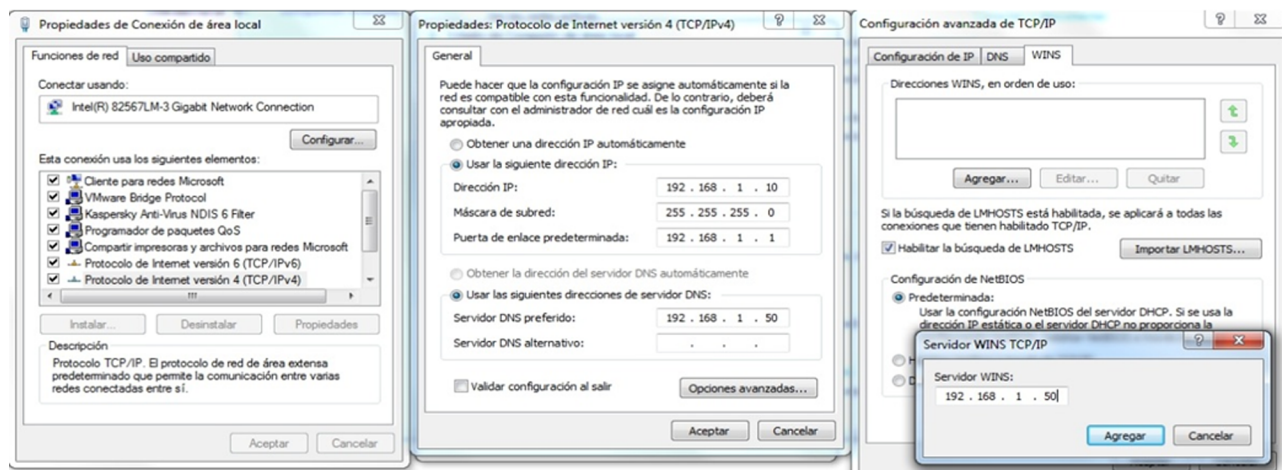 Propiedades de Conexión de área local
Funciones de red
Uso compartido
Conectar usando:
Intel(R) 82567LM-3 Gigabit Network Connection
Configurar...
Esta conexión usa los siguientes elementos:
Cliente para redes Microsoft
VMware Bridge Protocol
Kaspersky Anti-Virus NDIS 6 Filter
Programador de paquetes QoS
Compartir impresoras y archivos para redes Microsoft
Protocolo de Internet versión 6 (TCP/IPv6)
Protocolo de Internet versión 4 (TCP/IPv4)
Instalar...
Desinstalar
Propiedades
Descripción
Protocolo TCP/IP. El protocolo de red de área extensa
predeterminado que permite la comunicación entre varias
redes conectadas entre sí.
Aceptar
Cancelar
Propiedades: Protocolo de Internet versión 4 (TCP/IPv4)
General
Puede hacer que la configuración IP se asigne automáticamente si la
red es compatible con esta funcionalidad. De lo contrario, deberá
consultar con el administrador de red cuál es la configuración IP
apropiada.
Obtener una dirección IP automáticamente
Usar la siguiente dirección IP:
Dirección IP: 192 . 168 . 1 . 10
Máscara de subred: 255 . 255 . 255 . 0
Puerta de enlace predeterminada: 192 . 168 . 1 . 1
Obtener la dirección del servidor DNS automáticamente
Usar las siguientes direcciones de servidor DNS:
Servidor DNS preferido: 192 . 168 . 1 . 50
Servidor DNS alternativo: . . .
Validar configuración al salir
Opciones avanzadas...
Aceptar
Cancelar
Configuración avanzada de TCP/IP
Configuración de IP
DNS
WINS
Direcciones WINS, en orden de uso:
Agregar...
Editar...
Quitar
Si la búsqueda de LMHOSTS está habilitada, se aplicará a todas las
conexiones que tienen habilitado TCP/IP.
Habilitar la búsqueda de LMHOSTS
Importar LMHOSTS...
Configuración de NetBIOS
Predeterminada:
Usar la configuración NetBIOS del servidor DHCP. Si se usa la
dirección IP estática o el servidor DHCP no proporciona la
Servidor WINS TCP/IP
Servidor WINS:
192 . 168 . 1 . 50
Agregar
Cancelar